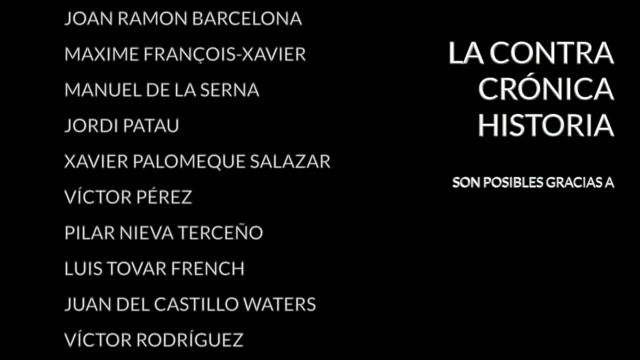 JOAN RAMON BARCELONA
MAXIME FRANÇOIS-XAVIER
MANUEL DE LA SERNA
JORDI PATAU
XAVIER PALOMEQUE SALAZAR
VÍCTOR PÉREZ
PILAR NIEVA TERCEÑO
LUIS TOVAR FRENCH
JUAN DEL CASTILLO WATERS
VÍCTOR RODRÍGUEZ
LA CONTRA
CRÓNICA
HISTORIA
SON POSIBLES GRACIAS A